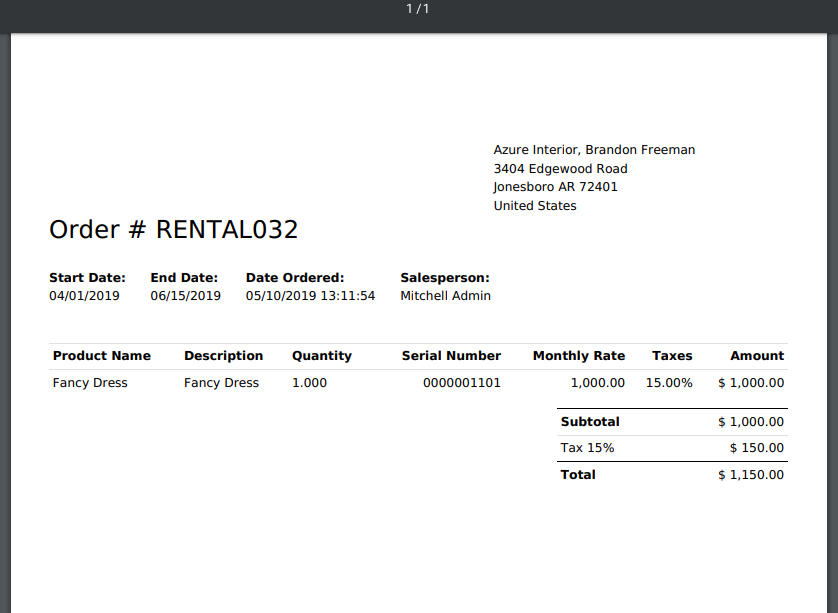 1 / 1
Azure Interior, Brandon Freeman
3404 Edgewood Road
Jonesboro AR 72401
United States
Order # RENTAL032
Start Date: End Date: Date Ordered: Salesperson:
04/01/2019 06/15/2019 05/10/2019 13:11:54 Mitchell Admin
Product Name Description Quantity Serial Number Monthly Rate Taxes Amount
Fancy Dress Fancy Dress 1.000 0000001101 1,000.00 15.00% $ 1,000.00
Subtotal $ 1,000.00
Tax 15% $ 150.00
Total $ 1,150.00